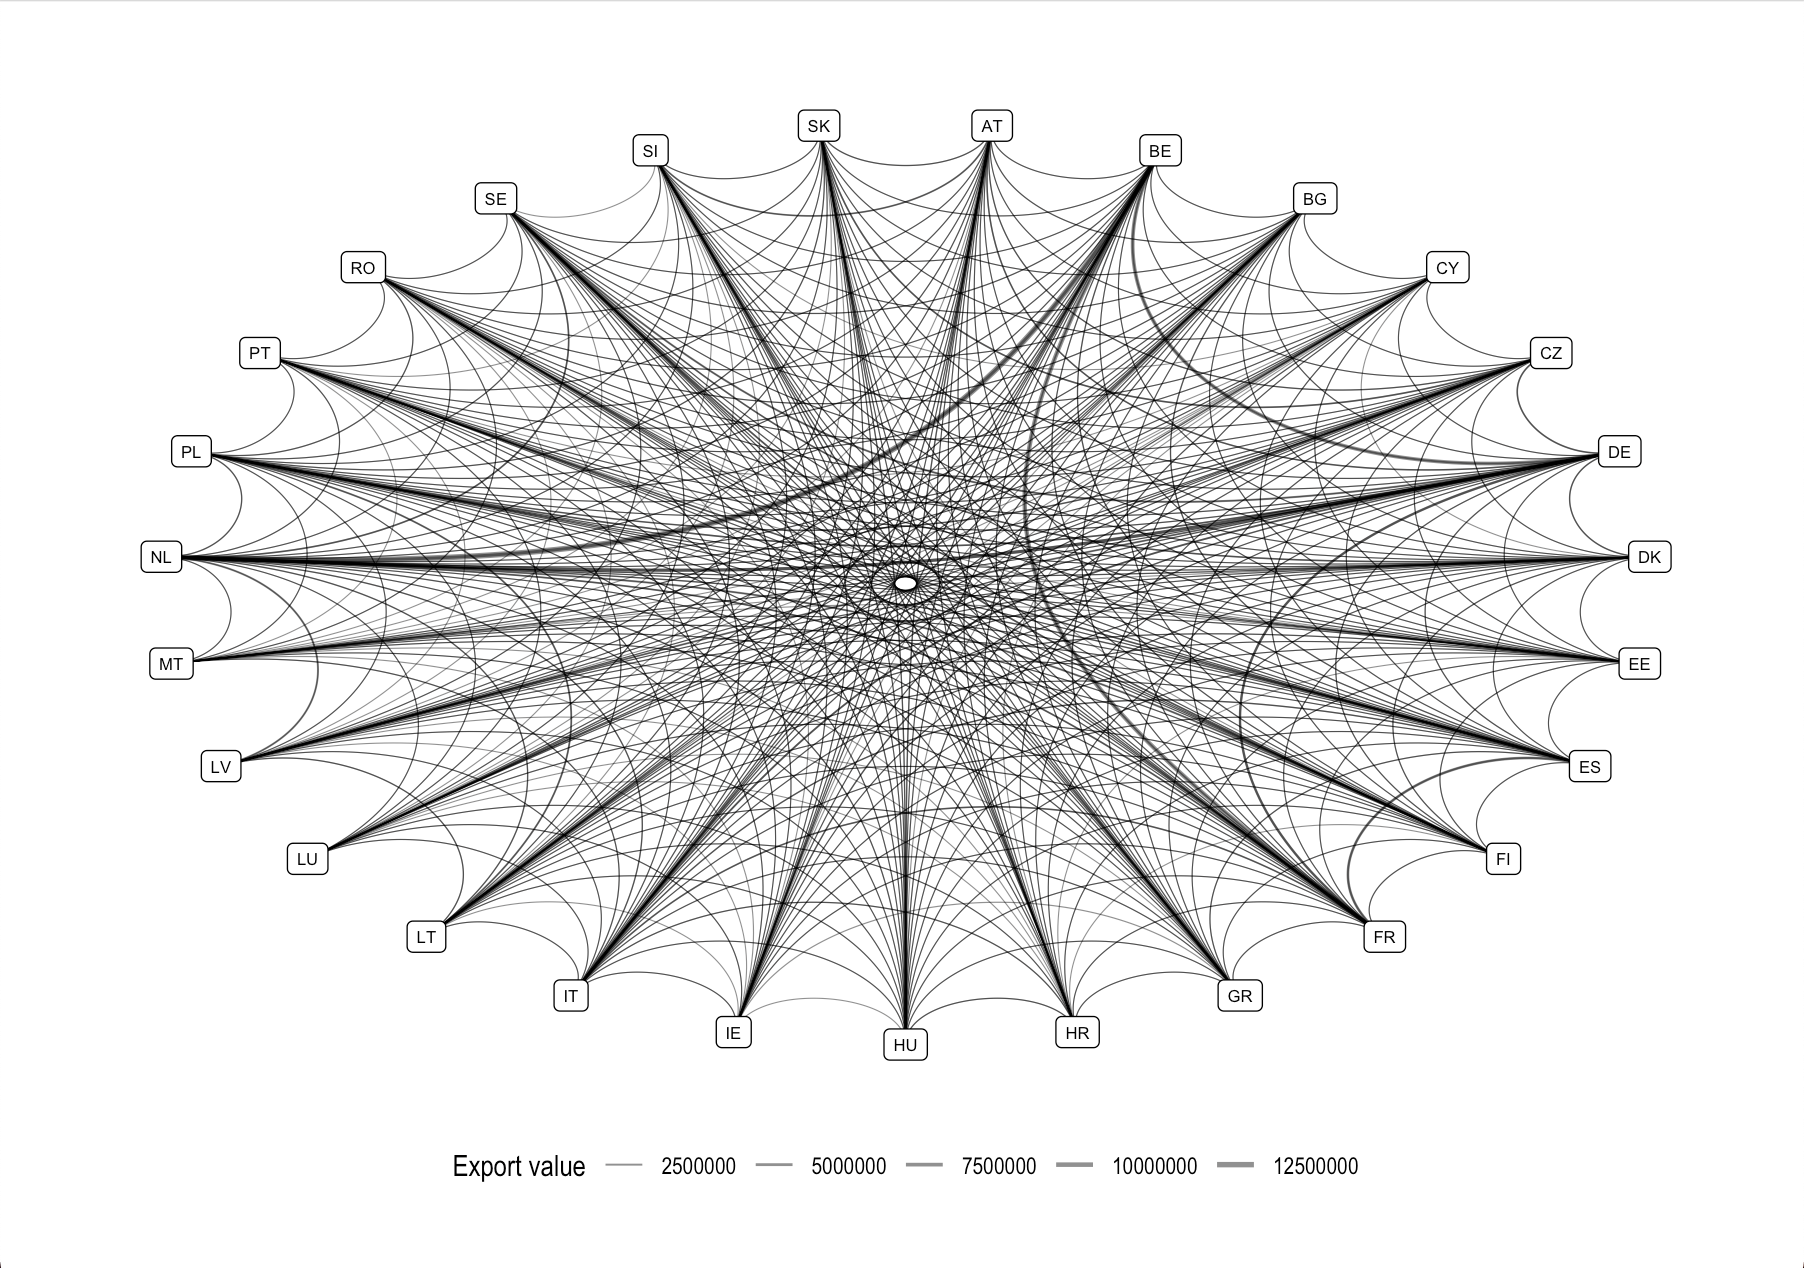 SK
AT
SI
BE
SE
BG
RO
CY
PT
CZ
PL
DE
NL
DK
MT
EE
LV
ES
LU
FI
LT
FR
IT
GR
IE
HR
HU
Export value 2500000 5000000 7500000 10000000 12500000